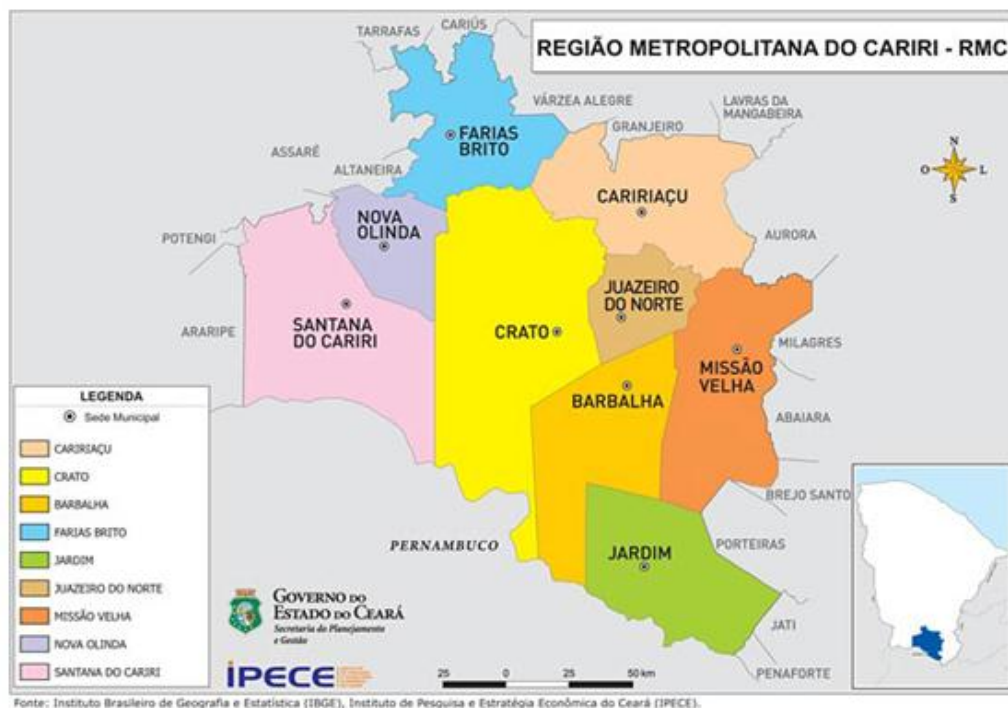 REGIÃO METROPOLITANA DO CARIRI - RMC
TARRAFAS
CARIÚS
VÁRZEA ALEGRE
GRANJEIRO
LAVRAS DA
MANGABEIRA
FARIAS
BRITO
ASSARÉ
ALTANEIRA
N
O
L
S
CARIRIAÇU
NOVA
OLINDA
POTENGI
AURORA
JUAZEIRO
DO NORTE
SANTANA
DO CARIRI
CRATO
ARARIPE
MILAGRES
MISSÃO
VELHA
BARBALHA
ABAIARA
LEGENDA
Sede Municipal
CARIRIAÇU
CRATO
BARBALHA
FARIAS BRITO
JARDIM
JUAZEIRO DO NORTE
MISSÃO VELHA
NOVA OLINDA
SANTANA DO CARIRI
BREJO SANTO
PERNAMBUCO
JARDIM
PORTEIRAS
JATI
PENAFORTE
GOVERNO DO
ESTADO DO CEARÁ
Secretaria do Planejamento
e Gestão
IPECE
25 0 25 50 km
Fonte: Instituto Brasileiro de Geografia e Estatística (IBGE), Instituto de Pesquisa e Estratégia Econômica do Ceará (IPECE).